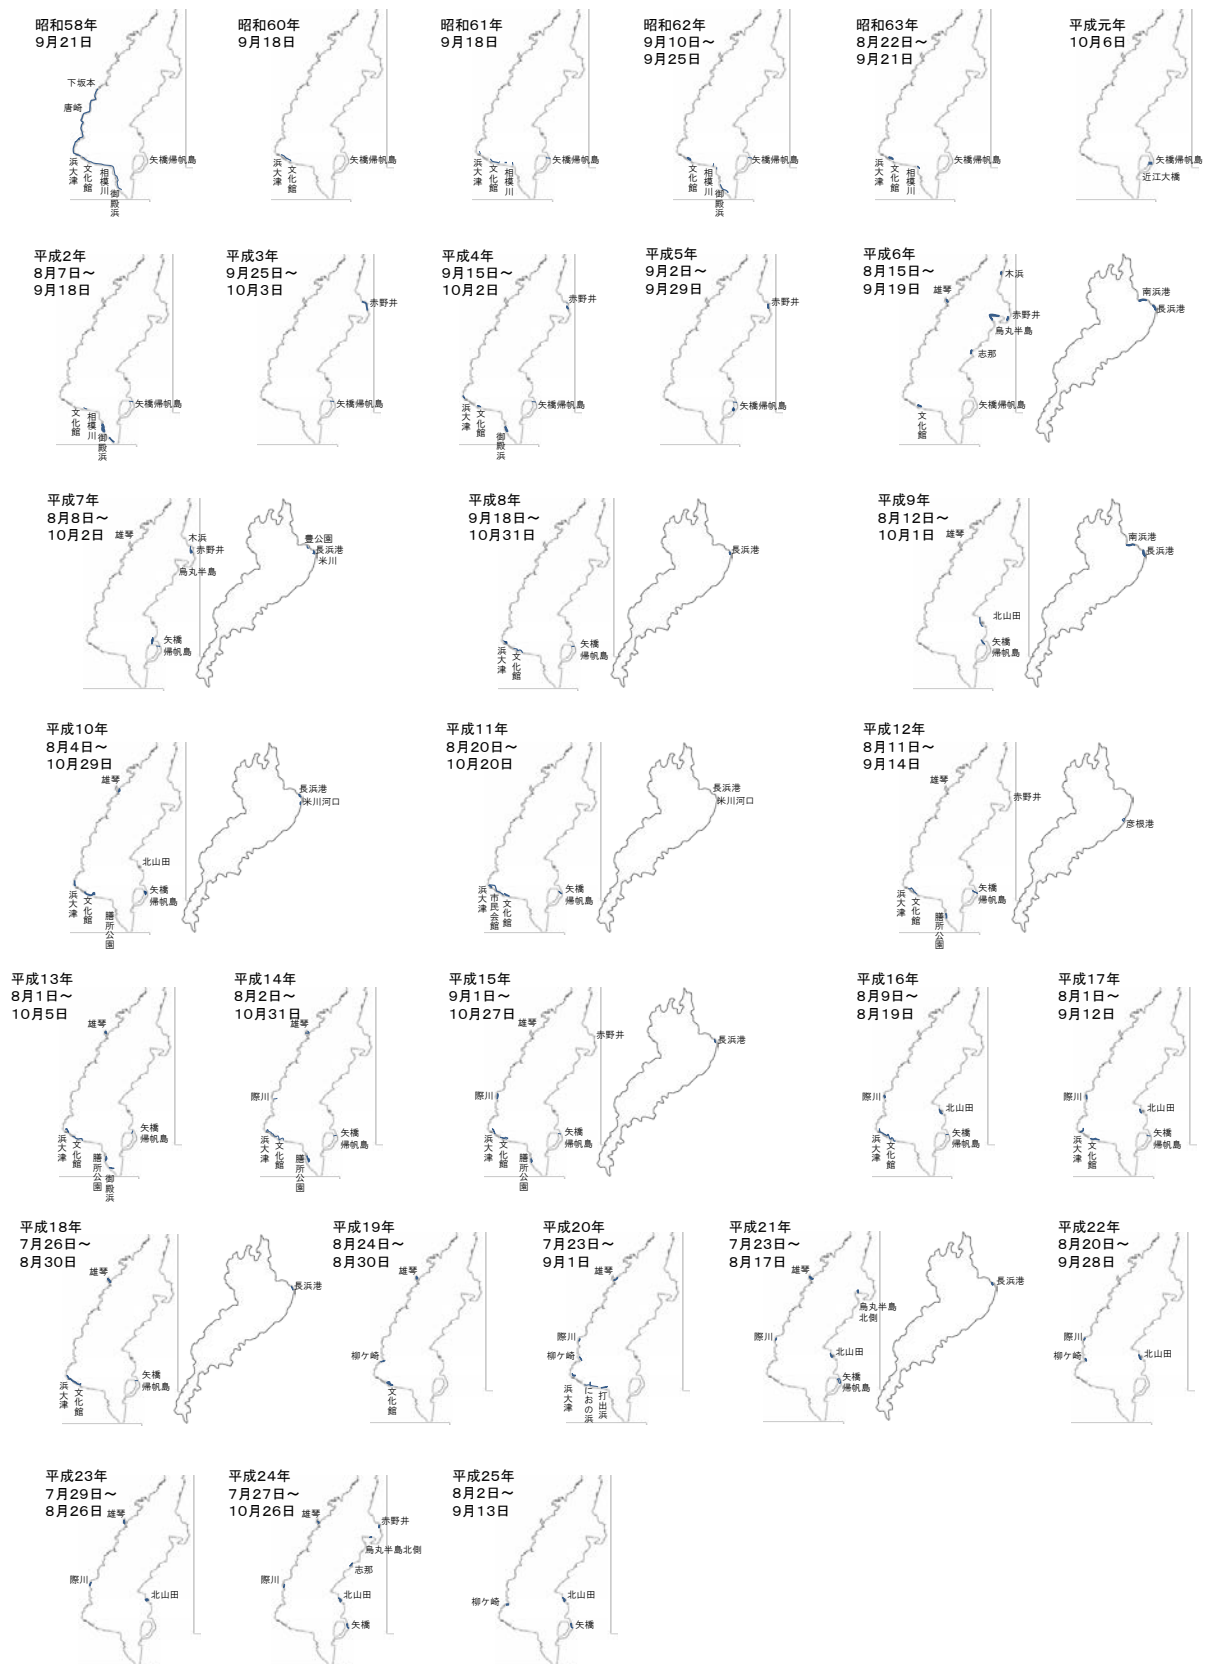 昭和58年
9月21日
下坂本
唐崎
浜大津
文化館
相模川
御殿浜
矢橋帰帆島
昭和60年
9月18日
浜大津
文化館
矢橋帰帆島
昭和61年
9月18日
浜大津
文化館
相模川
矢橋帰帆島
昭和62年
9月10日～
9月25日
文化館
相模川
御殿浜
矢橋帰帆島
昭和63年
8月22日～
9月21日
浜大津
文化館
相模川
矢橋帰帆島
平成元年
10月6日
矢橋帰帆島
近江大橋
平成2年
8月7日～
9月18日
文化館
相模川
御殿浜
矢橋帰帆島
平成3年
9月25日～
10月3日
赤野井
矢橋帰帆島
平成4年
9月15日～
10月2日
赤野井
浜大津
文化館
御殿浜
矢橋帰帆島
平成5年
9月2日～
9月29日
赤野井
矢橋帰帆島
平成6年
8月15日～
9月19日
木浜
雄琴
赤野井
烏丸半島
志那
文化館
矢橋帰帆島
南浜港
長浜港
平成7年
8月8日～
10月2日
雄琴
木浜
赤野井
烏丸半島
矢橋
帰帆島
豊公園
長浜港
米川
平成8年
9月18日～
10月31日
浜大津
文化館
矢橋
帰帆島
長浜港
平成9年
8月12日～
10月1日
雄琴
北山田
矢橋
帰帆島
南浜港
長浜港
平成10年
8月4日～
10月29日
雄琴
北山田
浜大津
文化館
膳所公園
矢橋
帰帆島
長浜港
米川河口
平成11年
8月20日～
10月20日
浜大津
市民会館
文化館
矢橋
帰帆島
長浜港
米川河口
平成12年
8月11日～
9月14日
雄琴
赤野井
浜大津
文化館
膳所公園
矢橋
帰帆島
彦根港
平成13年
8月1日～
10月5日
雄琴
浜大津
文化館
膳所公園
御殿浜
矢橋
帰帆島
平成14年
8月2日～
10月31日
雄琴
際川
浜大津
文化館
膳所公園
矢橋
帰帆島
平成15年
9月1日～
10月27日
雄琴
赤野井
際川
浜大津
文化館
膳所公園
矢橋
帰帆島
長浜港
平成16年
8月9日～
8月19日
際川
北山田
浜大津
文化館
矢橋
帰帆島
平成17年
8月1日～
9月12日
際川
北山田
浜大津
文化館
矢橋
帰帆島
平成18年
7月26日～
8月30日
雄琴
浜大津
文化館
矢橋
帰帆島
長浜港
平成19年
8月24日～
8月30日
雄琴
柳ケ崎
文化館
平成20年
7月23日～
9月1日
雄琴
際川
柳ケ崎
浜大津
におの浜
打出浜
平成21年
7月23日～
8月17日
雄琴
烏丸半島
北側
際川
北山田
矢橋
帰帆島
長浜港
平成22年
8月20日～
9月28日
際川
柳ケ崎
北山田
平成23年
7月29日～
8月26日
雄琴
際川
北山田
平成24年
7月27日～
10月26日
雄琴
赤野井
烏丸半島北側
志那
際川
北山田
矢橋
平成25年
8月2日～
9月13日
柳ケ崎
北山田
矢橋